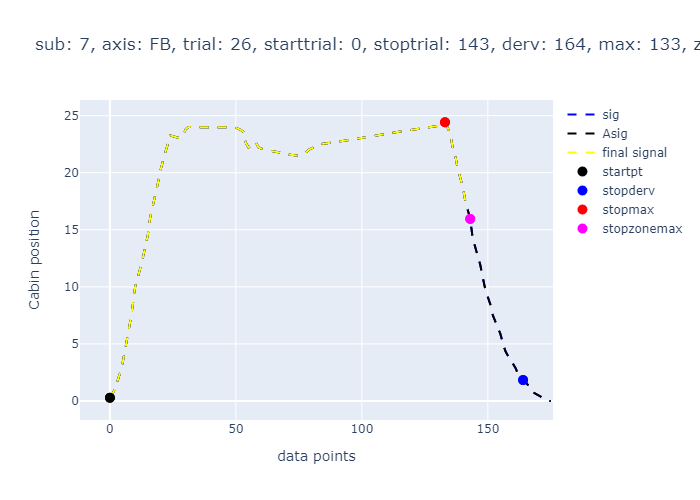 sub: 7, axis: FB, trial: 26, starttrial: 0, stoptrial: 143, derv: 164, max: 133, z
25
20
15
10
5
0
0
50
100
150
Cabin position
data points
sig
Asig
final signal
startpt
stopderv
stopmax
stopzonemax